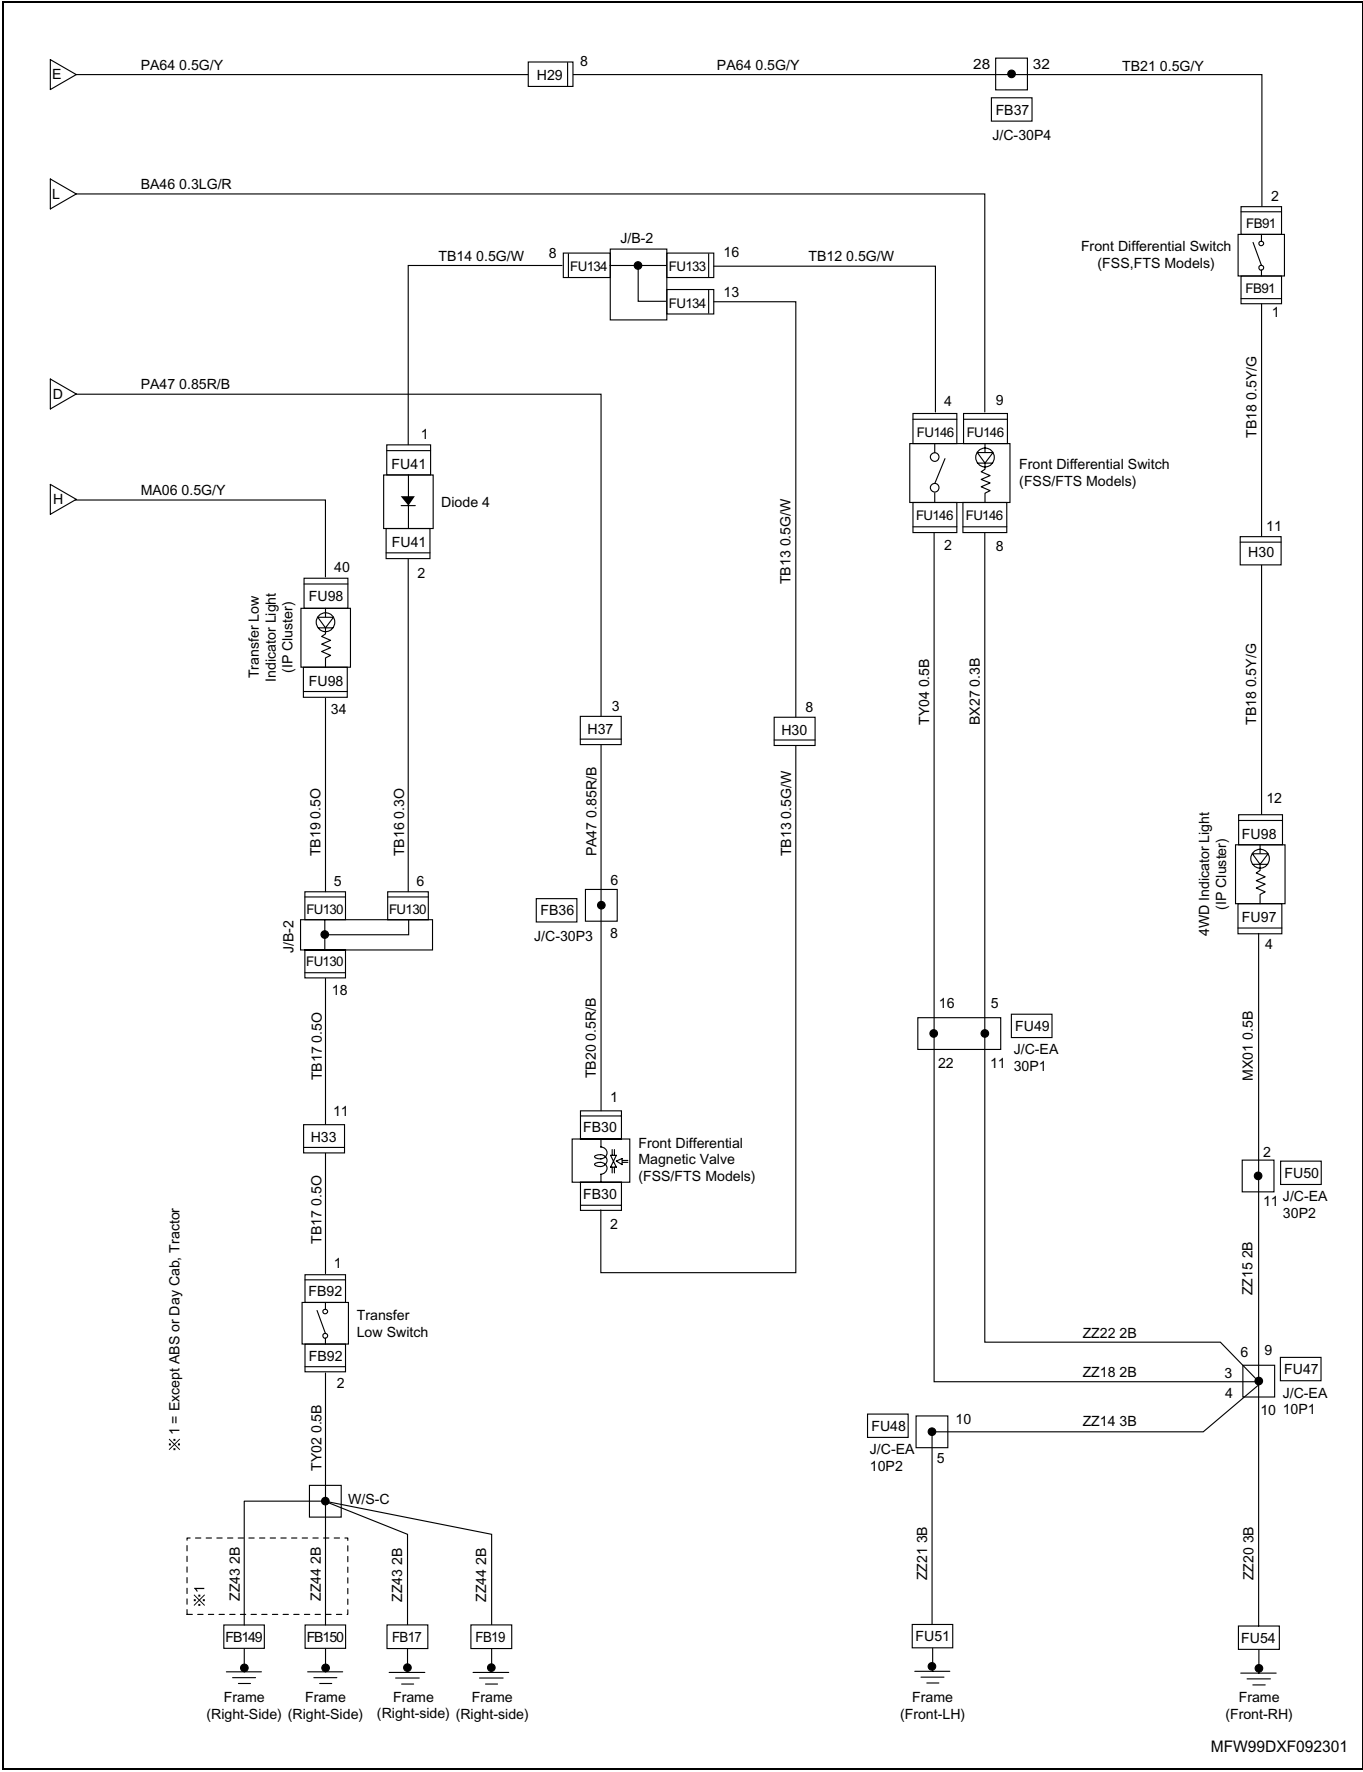 E
PA64 0.5G/Y
H29
8
PA64 0.5G/Y
28
32
TB21 0.5G/Y
FB37
J/C-30P4
L
BA46 0.3LG/R
2
FB91
Front Differential Switch
(FSS,FTS Models)
FB91
1
J/B-2
TB14 0.5G/W
8
FU134
FU133
16
TB12 0.5G/W
FU134
13
D
PA47 0.85R/B
TB18 0.5Y/G
4
9
FU146
FU146
Front Differential Switch
(FSS/FTS Models)
FU146
FU146
2
8
1
FU41
Diode 4
FU41
2
H
MA06 0.5G/Y
40
FU98
Transfer Low
Indicator Light
(IP Cluster)
FU98
34
TB13 0.5G/W
11
H30
TY04 0.5B
BX27 0.3B
TB18 0.5Y/G
3
H37
8
H30
TB19 0.5O
TB16 0.3O
PA47 0.85R/B
TB13 0.5G/W
12
FU98
4WD Indicator Light
(IP Cluster)
FU97
4
5
6
FU130
FU130
J/B-2
FU130
18
6
FB36
J/C-30P3
8
TB17 0.5O
TB20 0.5R/B
16
5
FU49
J/C-EA
30P1
22
11
MX01 0.5B
11
H33
1
FB30
Front Differential
Magnetic Valve
(FSS/FTS Models)
FB30
2
2
FU50
J/C-EA
30P2
11
TB17 0.5O
※1 = Except ABS or Day Cab, Tractor
1
FB92
Transfer
Low Switch
FB92
2
ZZ15 2B
ZZ22 2B
6
9
ZZ18 2B
3
FU47
J/C-EA
10P1
4
10
ZZ14 3B
FU48
J/C-EA
10P2
10
5
TY02 0.5B
W/S-C
※1
ZZ43 2B
ZZ44 2B
ZZ43 2B
ZZ44 2B
ZZ21 3B
ZZ20 3B
FB149
FB150
FB17
FB19
FU51
FU54
Frame
(Right-Side)
Frame
(Right-Side)
Frame
(Right-side)
Frame
(Right-side)
Frame
(Front-LH)
Frame
(Front-RH)
MFW99DXF092301